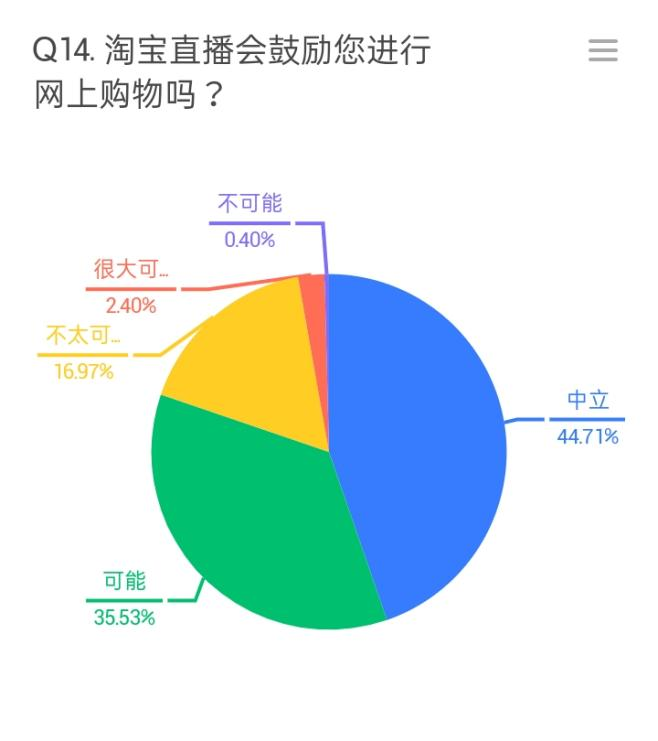 Q14. 淘宝直播会鼓励您进行
网上购物吗？
不可能
0.40%
很大可...
2.40%
不太可...
16.97%
中立
44.71%
可能
35.53%